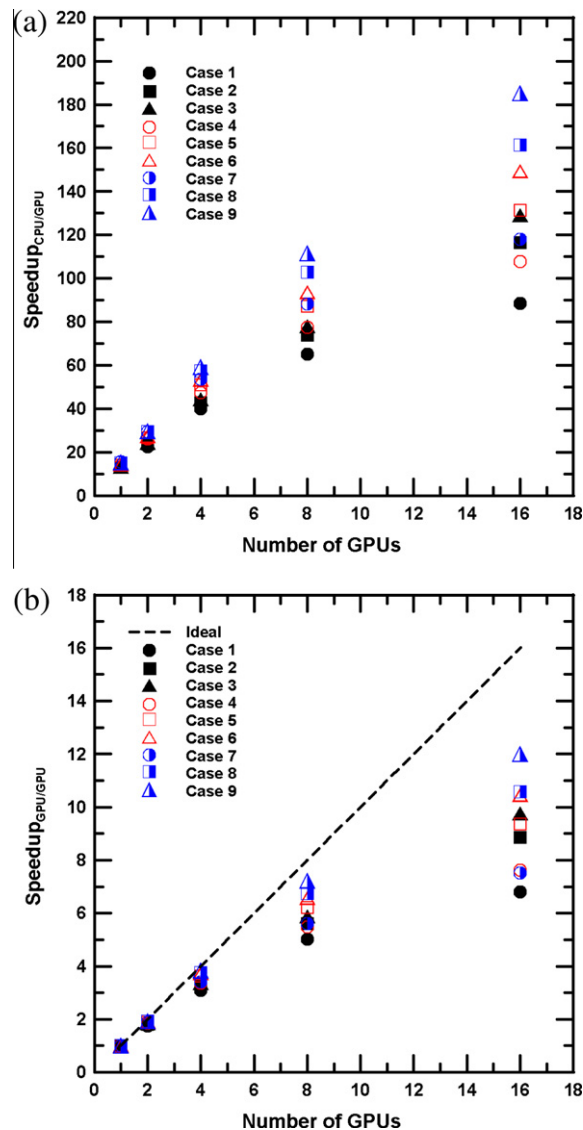 (a)
220
200
180
160
140
120
100
80
60
40
20
0
Speedup CPU/GPU
Case 1
Case 2
Case 3
Case 4
Case 5
Case 6
Case 7
Case 8
Case 9
0 2 4 6 8 10 12 14 16 18
Number of GPUs
(b)
18
16
14
12
10
8
6
4
2
0
Speedup GPU/GPU
Ideal
Case 1
Case 2
Case 3
Case 4
Case 5
Case 6
Case 7
Case 8
Case 9
0 2 4 6 8 10 12 14 16 18
Number of GPUs